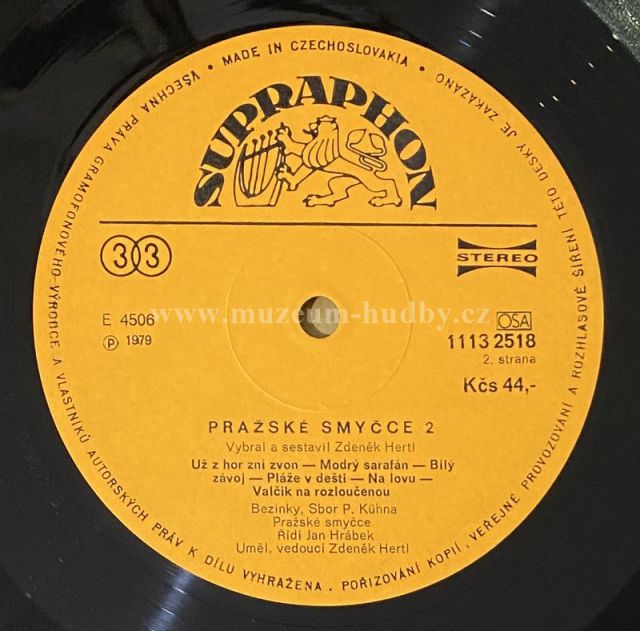 VŠECHNA PRÁVA GRAMOFONOVÉHO VÝROBCE A VLASTNÍKŮ AUTORSKÝCH PRÁV K DÍLU VYHRAŽENA. POŘIZOVÁNÍ KOPIÍ, VEŘEJNÉ PROVOZOVÁNÍ A ROZHLASOVÉ ŠÍŘENÍ TÉTO DESKY JE ZAKÁZÁNO
• MADE IN CZECHOSLOVAKIA •
SUPRAPHON
33
STEREO
www.muzeum-hudby.cz
E 4506
OSA
Ⓟ 1979
1113 2518
2. strana
Kčs 44,-
PRAŽSKÉ SMYČCE 2
Vybral a sestavil Zdeněk Hertl
Už z hor zní zvon — Modrý sarafán — Bílý
závoj — Pláže v dešti — Na lovu —
Valčík na rozloučenou
Bezinky, Sbor P. Kühna
Pražské smyčce
Řídí Jan Hrábek
Uměl. vedoucí Zdeněk Hertl